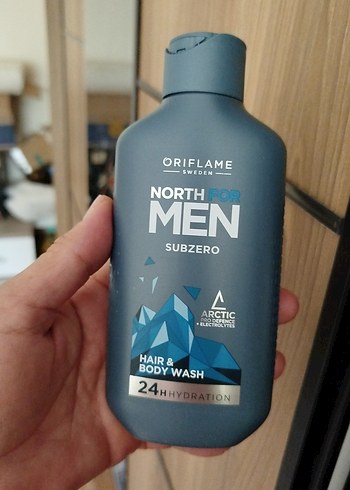 ORIFLAME
SWEDEN
NORTH FOR
MEN
SUBZERO
ARCTIC
PRO DEFENCE
+ ELECTROLYTES
HAIR &
BODY WASH
24H HYDRATION